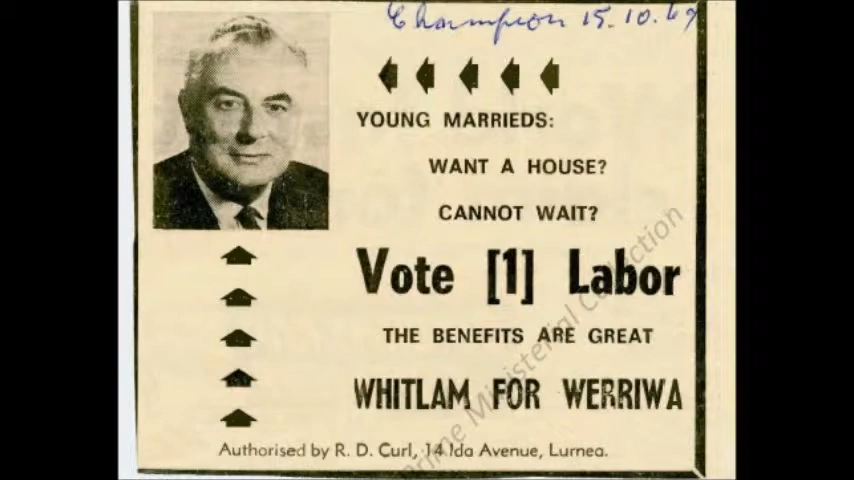 Champion 15.10.69
YOUNG MARRIEDS:
WANT A HOUSE?
CANNOT WAIT?
Vote [1] Labor
THE BENEFITS ARE GREAT
WHITLAM FOR WERRIWA
Authorised by R. D. Curl, 14 Ida Avenue, Lurnea.
Prime Ministerial Collection